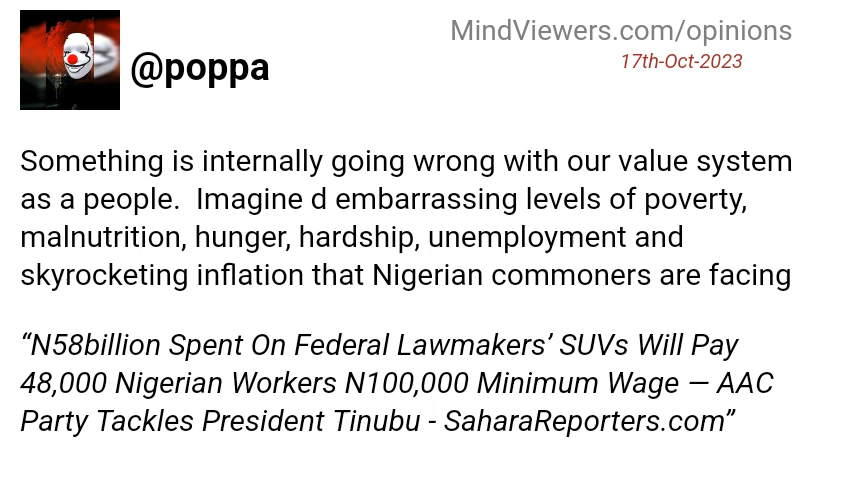 MindViewers.com/opinions
17th-Oct-2023
@poppa
Something is internally going wrong with our value system
as a people.  Imagine d embarrassing levels of poverty,
malnutrition, hunger, hardship, unemployment and
skyrocketing inflation that Nigerian commoners are facing
“N58billion Spent On Federal Lawmakers’ SUVs Will Pay
48,000 Nigerian Workers N100,000 Minimum Wage — AAC
Party Tackles President Tinubu - SaharaReporters.com”